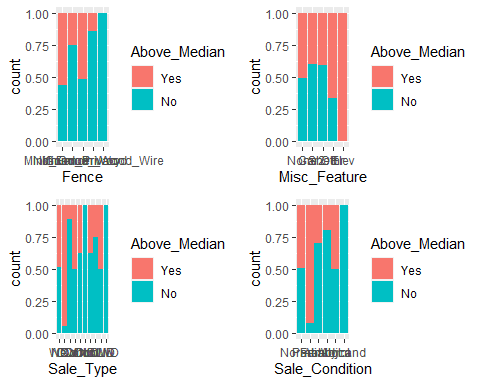 1.00
0.75
0.50
0.25
0.00
count
Fence
Above_Median
Yes
No
1.00
0.75
0.50
0.25
0.00
count
Misc_Feature
Above_Median
Yes
No
1.00
0.75
0.50
0.25
0.00
count
Sale_Type
Above_Median
Yes
No
1.00
0.75
0.50
0.25
0.00
count
Sale_Condition
Above_Median
Yes
No